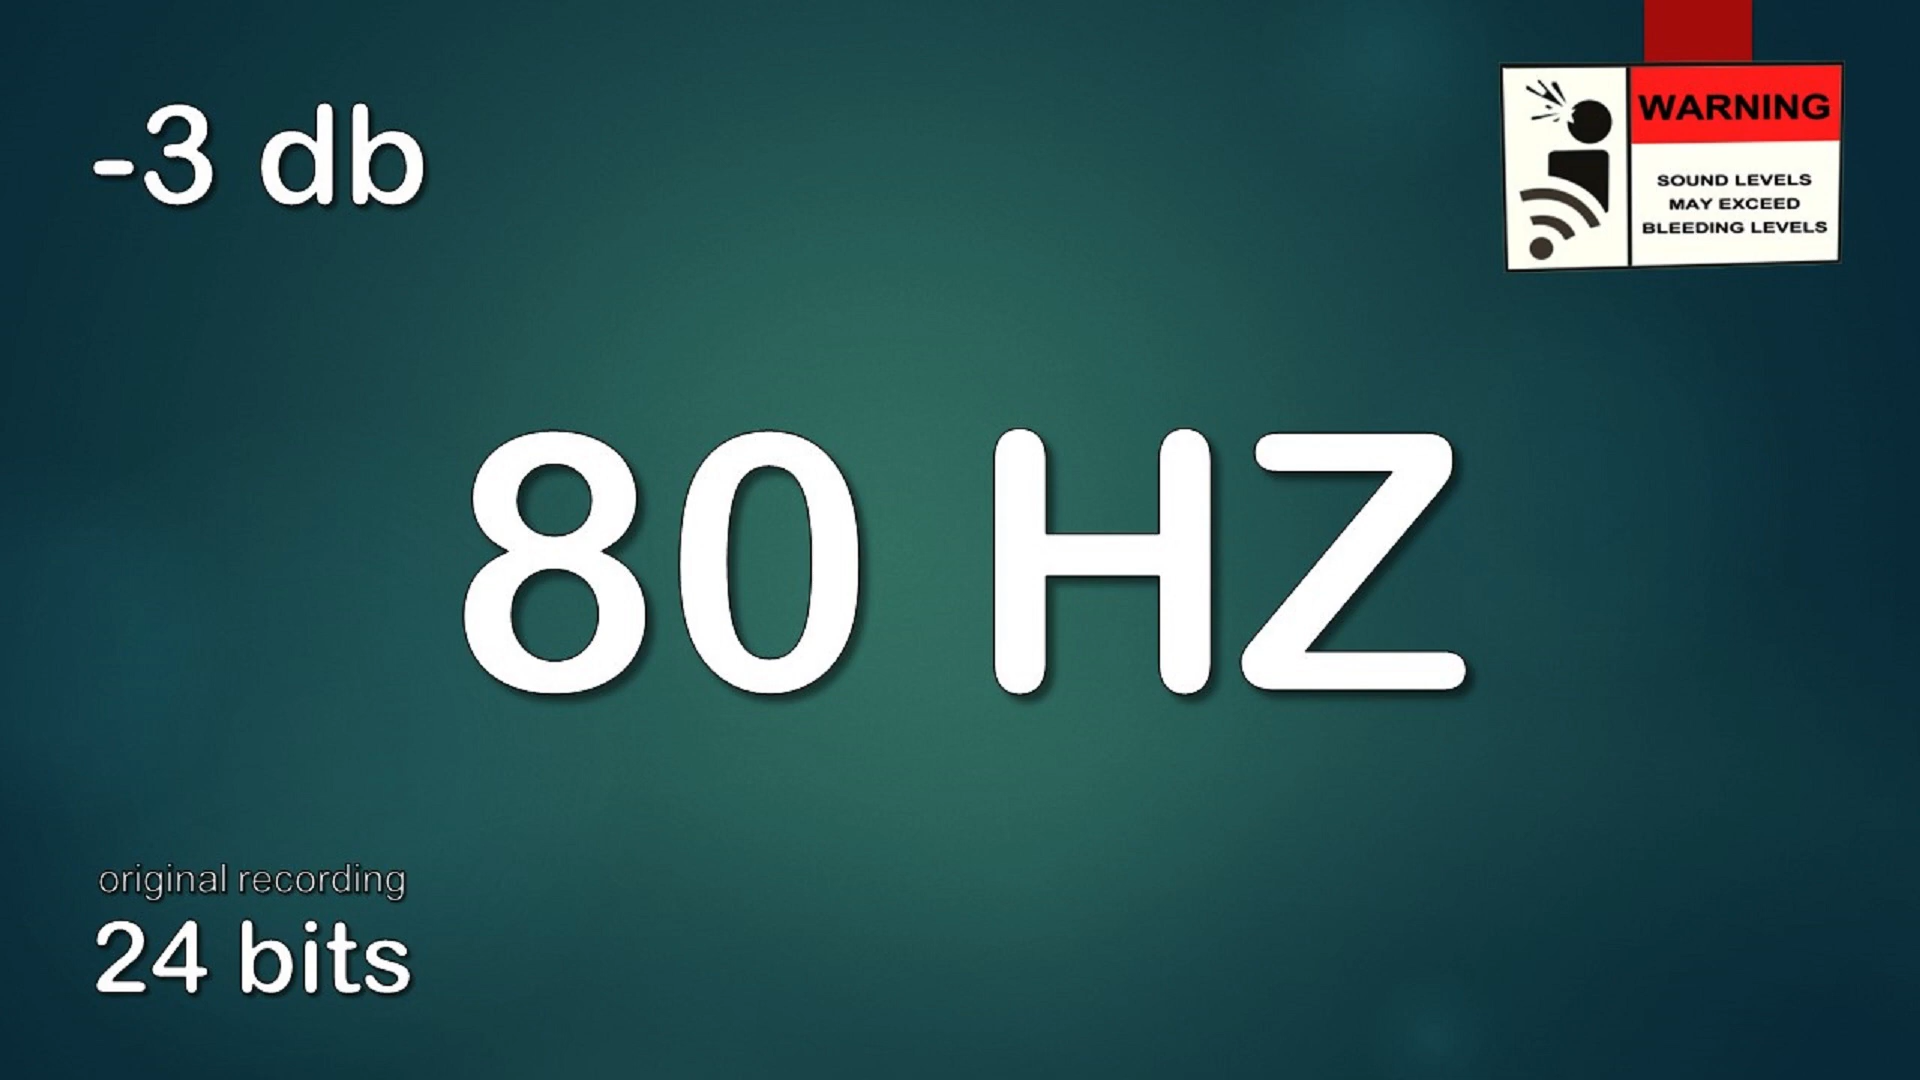 -3 db
WARNING
SOUND LEVELS
MAY EXCEED
BLEEDING LEVELS
80 HZ
original recording
24 bits